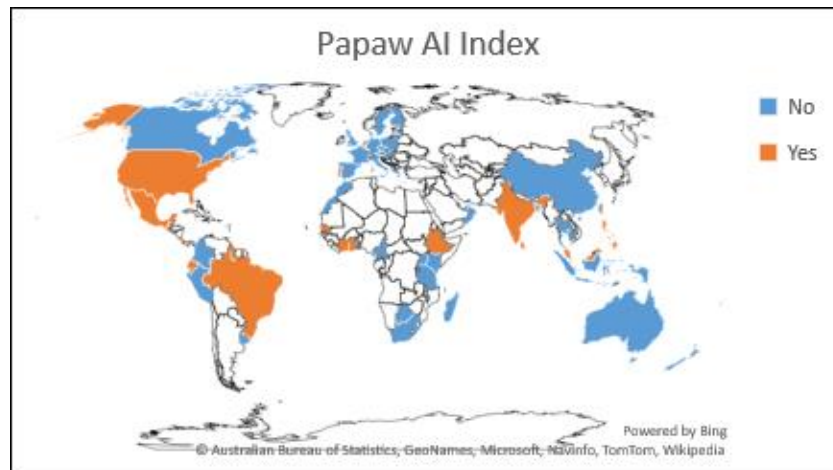 Papaw AI Index
No
Yes
Powered by Bing
© Australian Bureau of Statistics, GeoNames, Microsoft, Navinfo, TomTom, Wikipedia